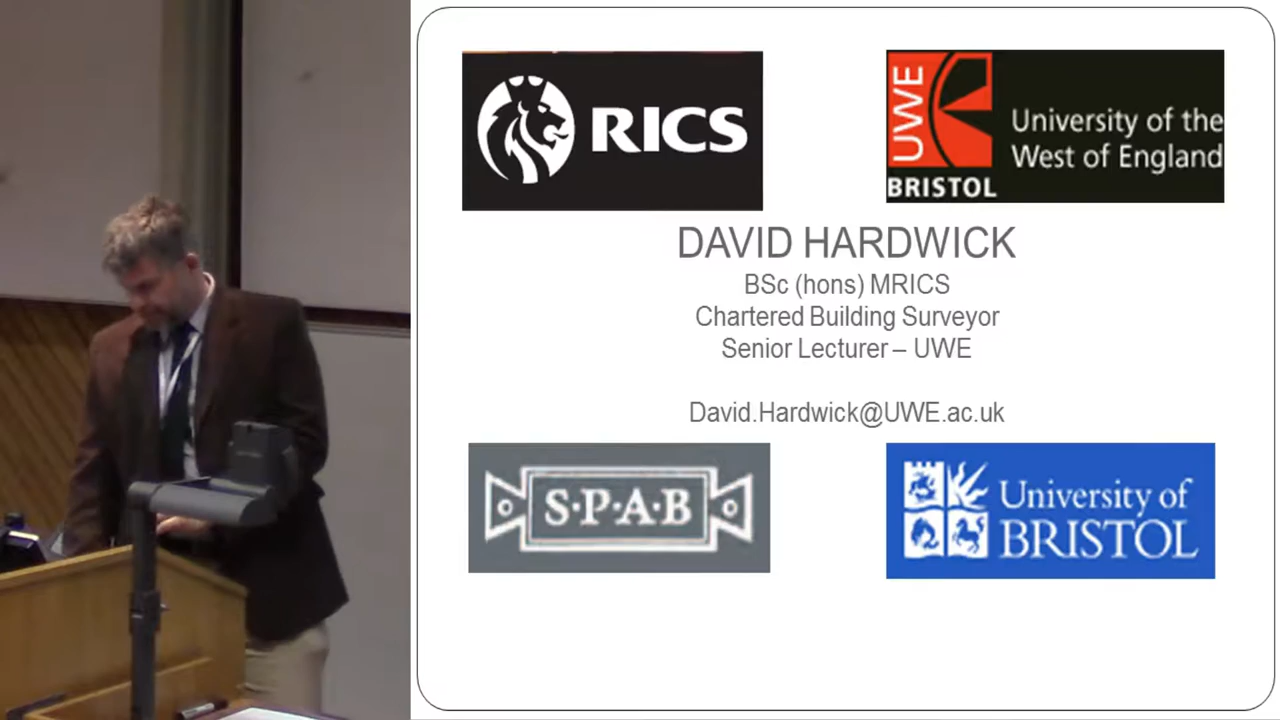 RICS
UWE
BRISTOL
University of the
West of England
DAVID HARDWICK
BSc (hons) MRICS
Chartered Building Surveyor
Senior Lecturer – UWE
David.Hardwick@UWE.ac.uk
S·P·A·B
University of
BRISTOL